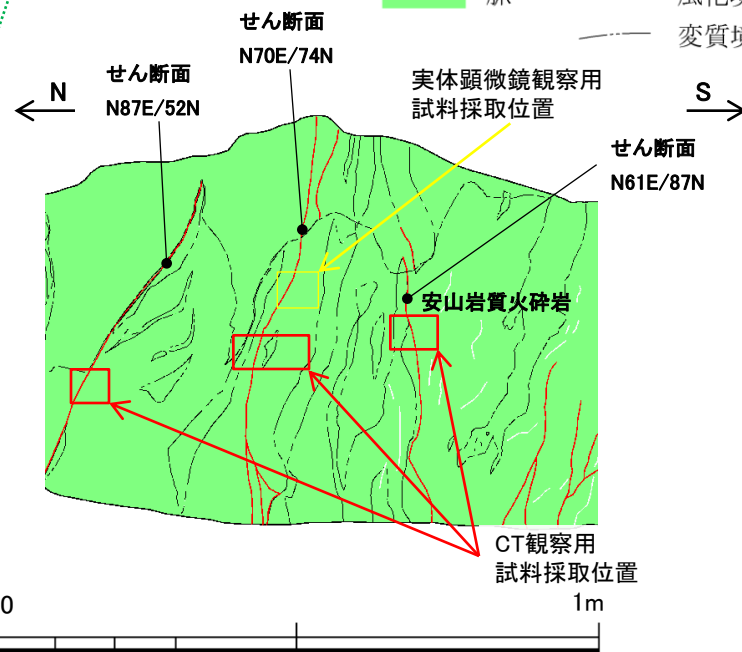 脈
変質境
せん断面
N70E/74N
せん断面
N87E/52N
実体顕微鏡観察用
試料採取位置
N
S
せん断面
N61E/87N
安山岩質火砕岩
CT観察用
試料採取位置
0
1m